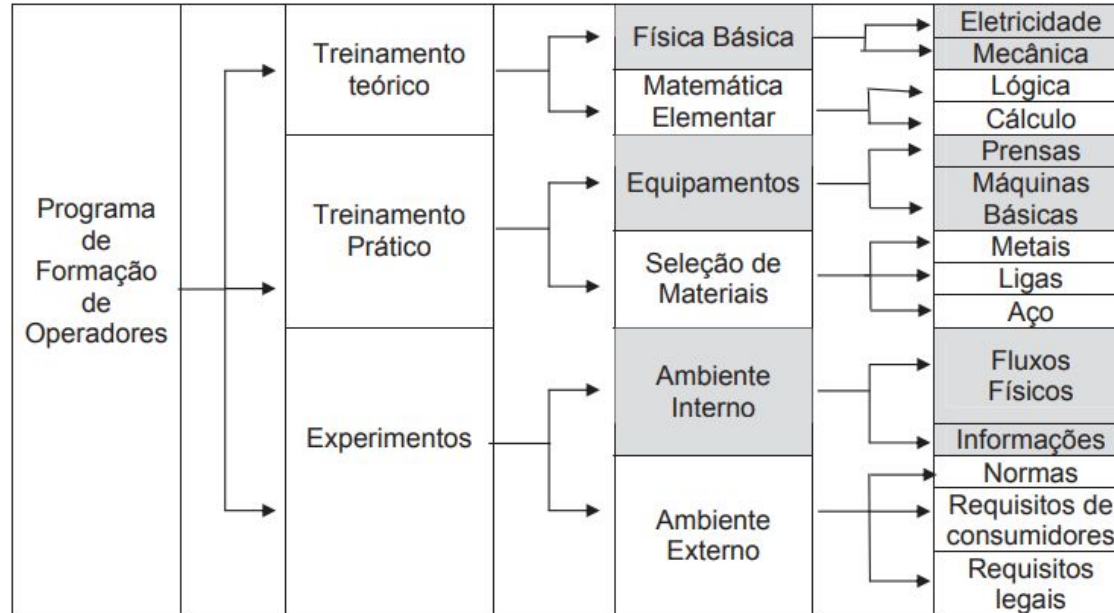 Programa
de
Formação
de
Operadores
Treinamento
teórico
Treinamento
Prático
Experimentos
Física Básica
Matemática
Elementar
Equipamentos
Seleção de
Materiais
Ambiente
Interno
Ambiente
Externo
Eletricidade
Mecânica
Lógica
Cálculo
Prensas
Máquinas
Básicas
Metais
Ligas
Aço
Fluxos
Físicos
Informações
Normas
Requisitos de
consumidores
Requisitos
legais